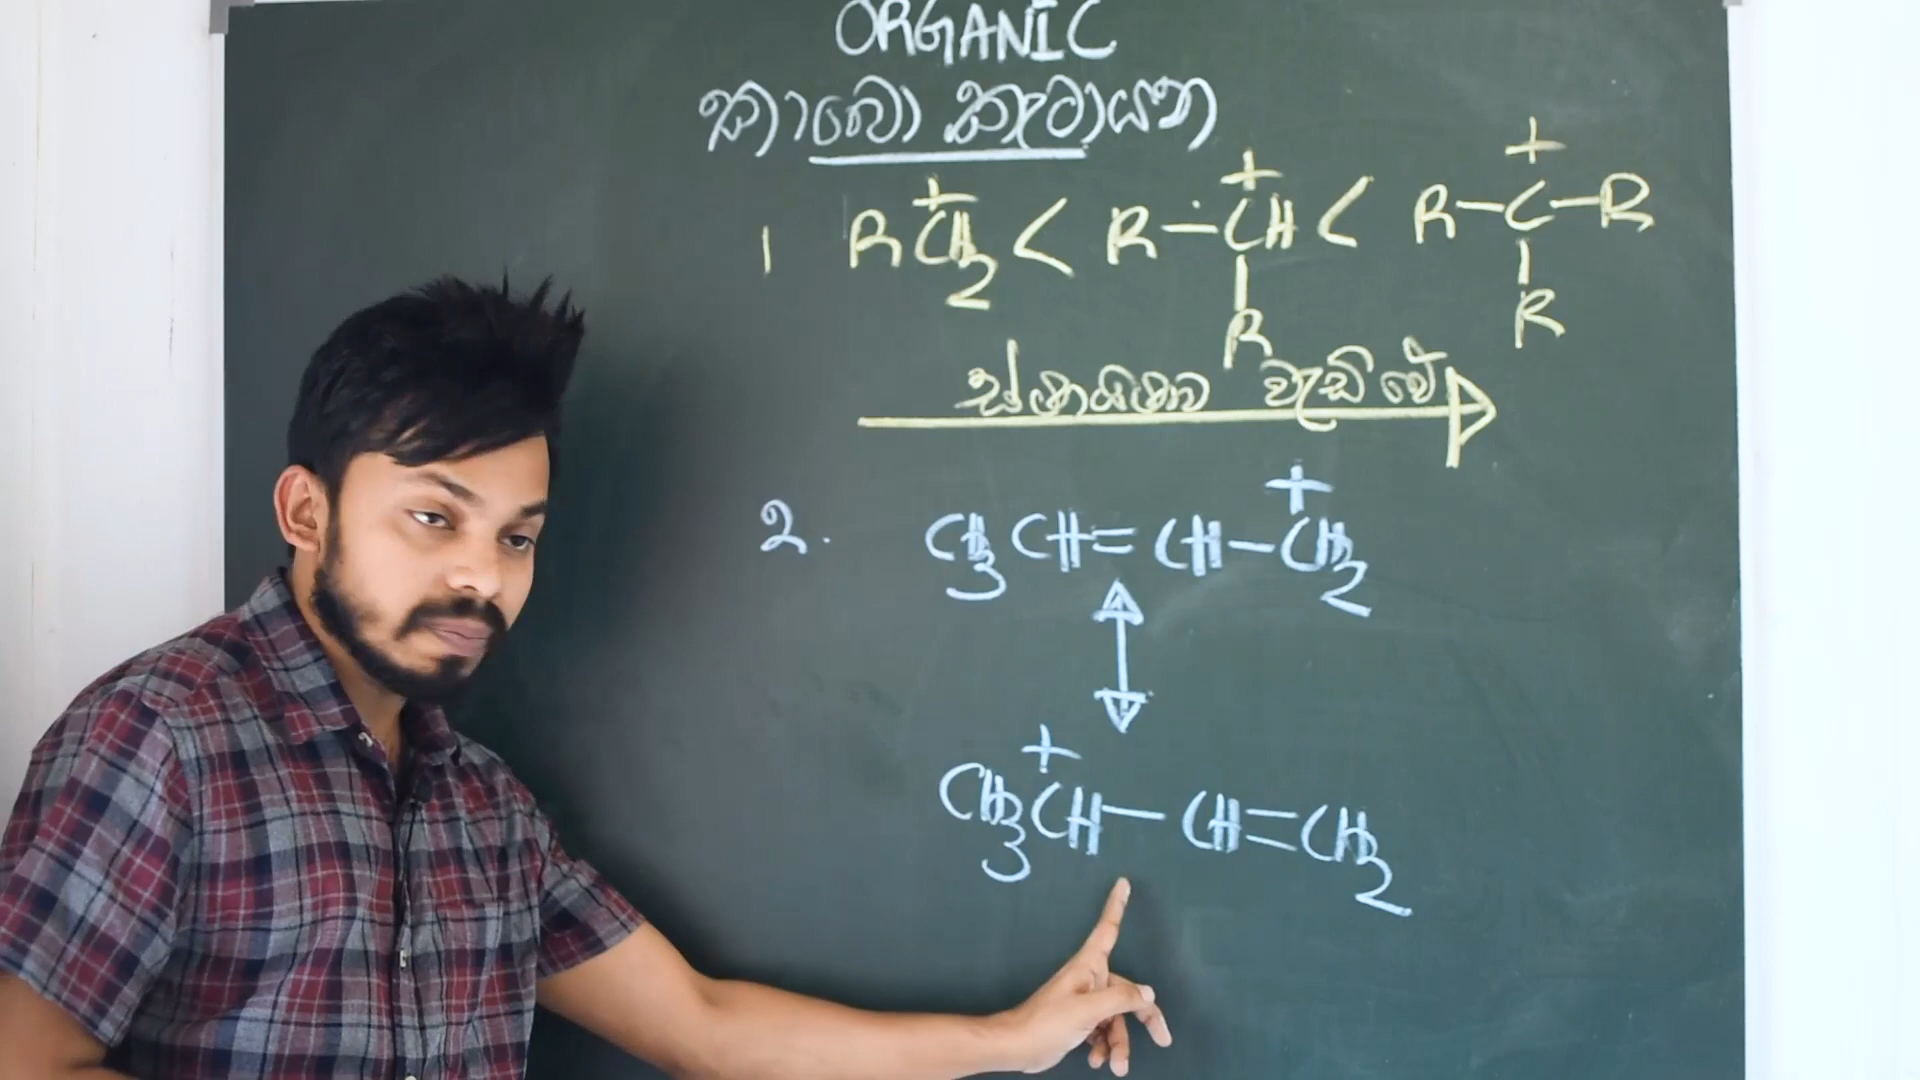 ORGANIC
කාබො කැටායන
1 RC⁺H₂ < R-C⁺H < R-C⁺-R
R R
ස්ථායිතාව වැඩි වේ
2. CH₃CH=CH-C⁺H₂
CH₃C⁺H-CH=CH₂